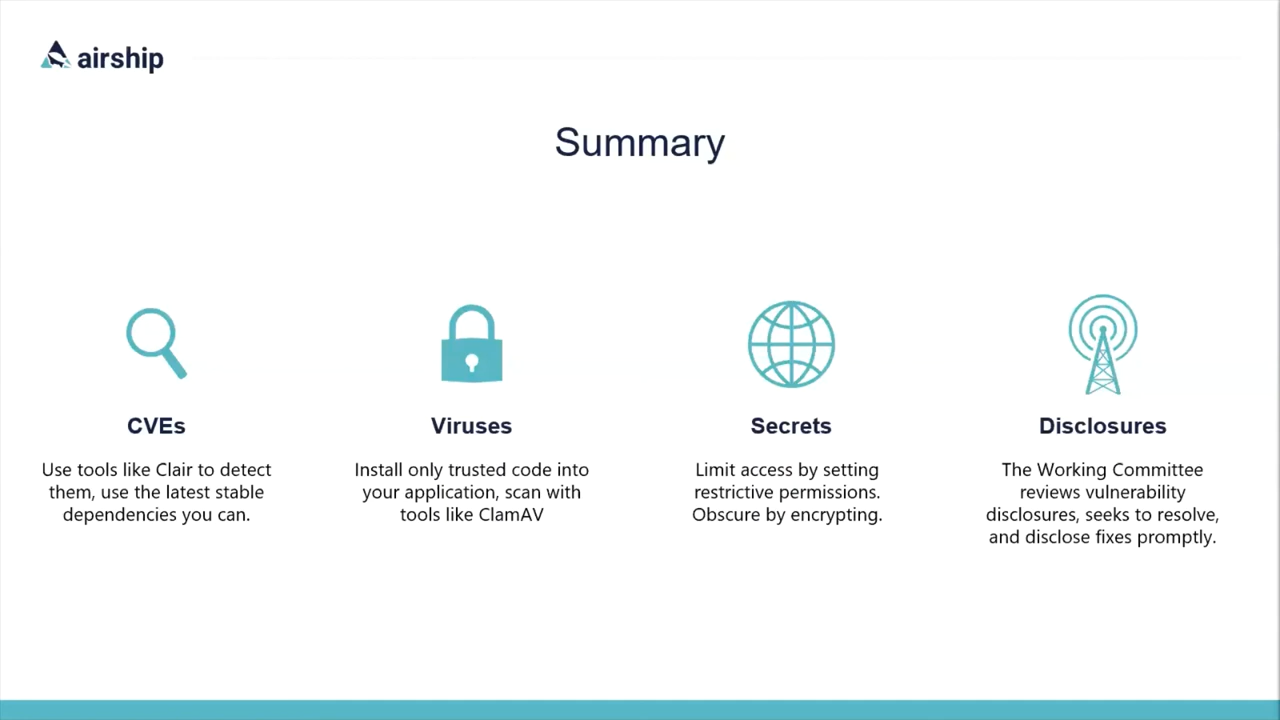 airship
Summary
CVEs
Use tools like Clair to detect
them, use the latest stable
dependencies you can.
Viruses
Install only trusted code into
your application, scan with
tools like ClamAV
Secrets
Limit access by setting
restrictive permissions.
Obscure by encrypting.
Disclosures
The Working Committee
reviews vulnerability
disclosures, seeks to resolve,
and disclose fixes promptly.